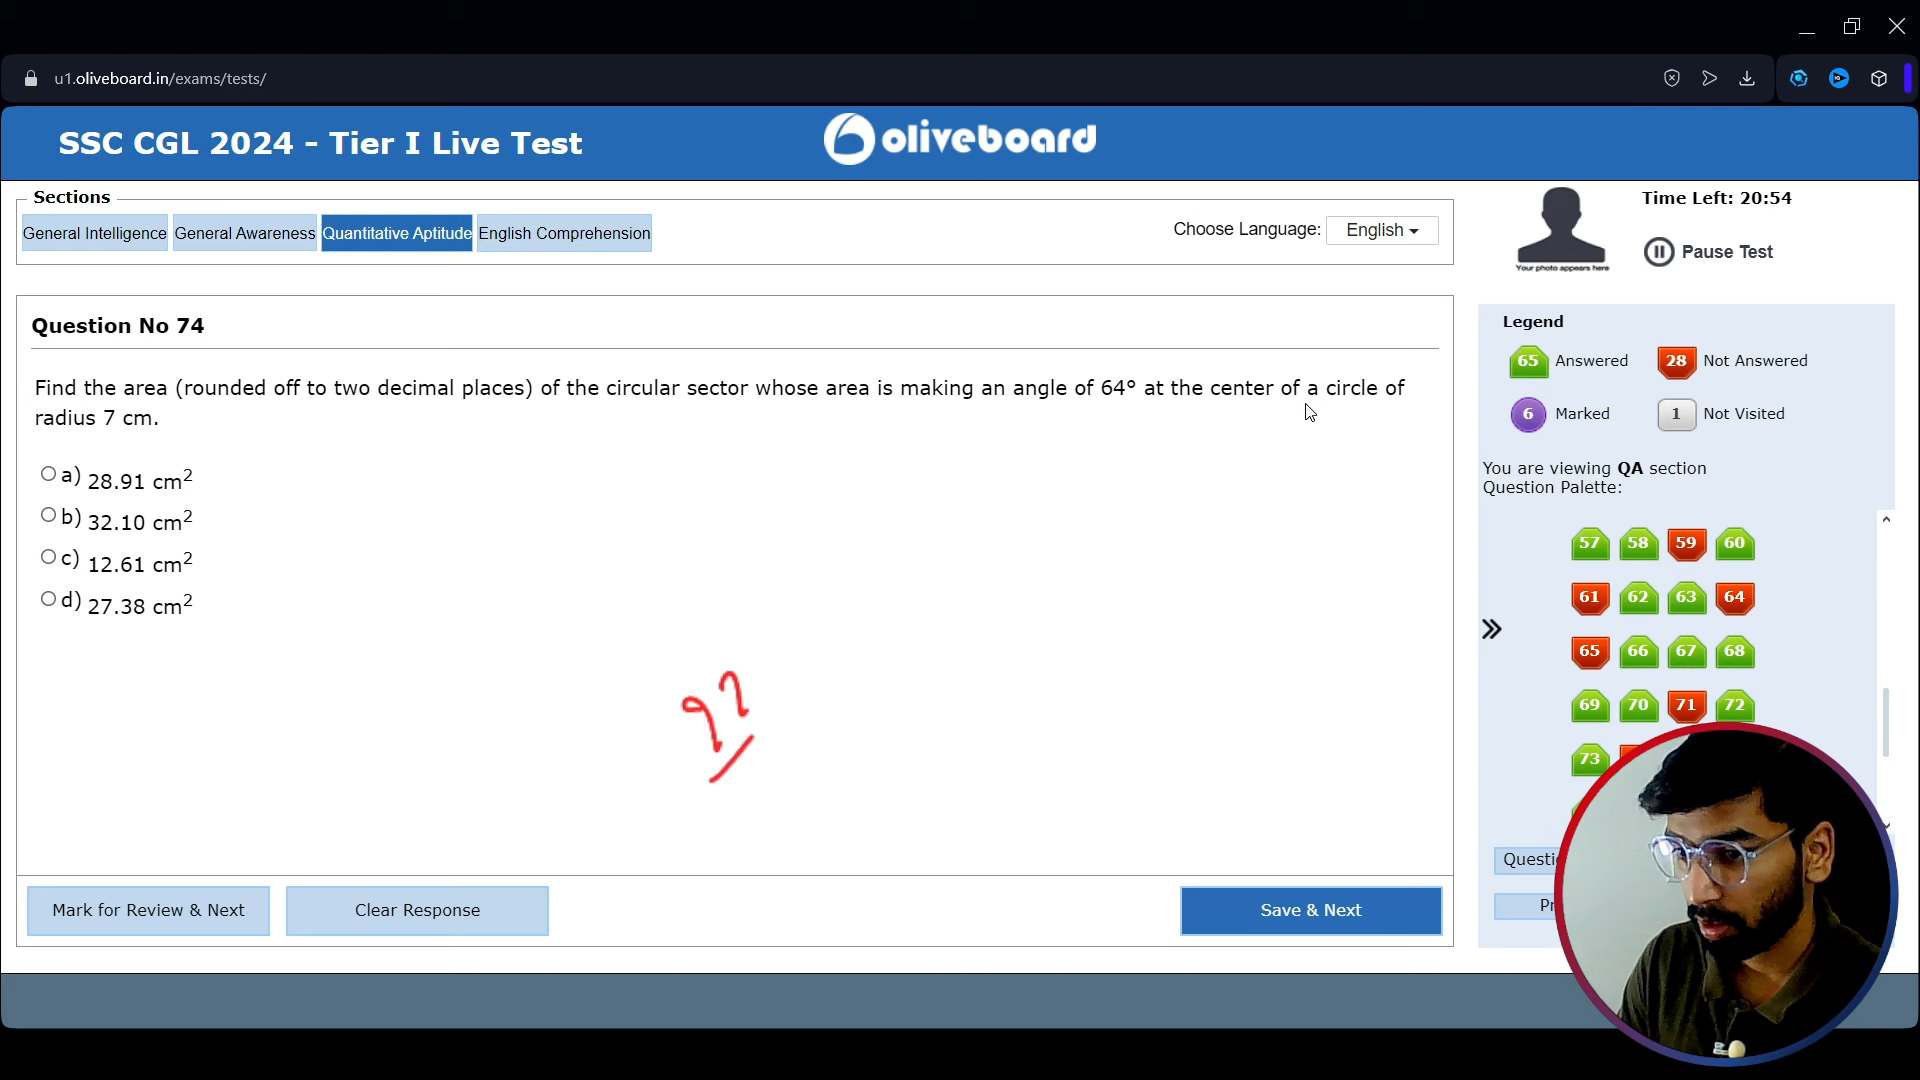 u1.oliveboard.in/exams/tests/
SSC CGL 2024 - Tier I Live Test
oliveboard
Sections
General Intelligence
General Awareness
Quantitative Aptitude
English Comprehension
Choose Language:
English
Your photo appears here
Time Left: 20:54
Pause Test
Question No 74
Find the area (rounded off to two decimal places) of the circular sector whose area is making an angle of 64° at the center of a circle of
radius 7 cm.
a) 28.91 cm²
b) 32.10 cm²
c) 12.61 cm²
d) 27.38 cm²
Mark for Review & Next
Clear Response
Save & Next
Legend
65 Answered
28 Not Answered
6 Marked
1 Not Visited
You are viewing QA section
Question Palette:
57 58 59 60
61 62 63 64
65 66 67 68
69 70 71 72
73